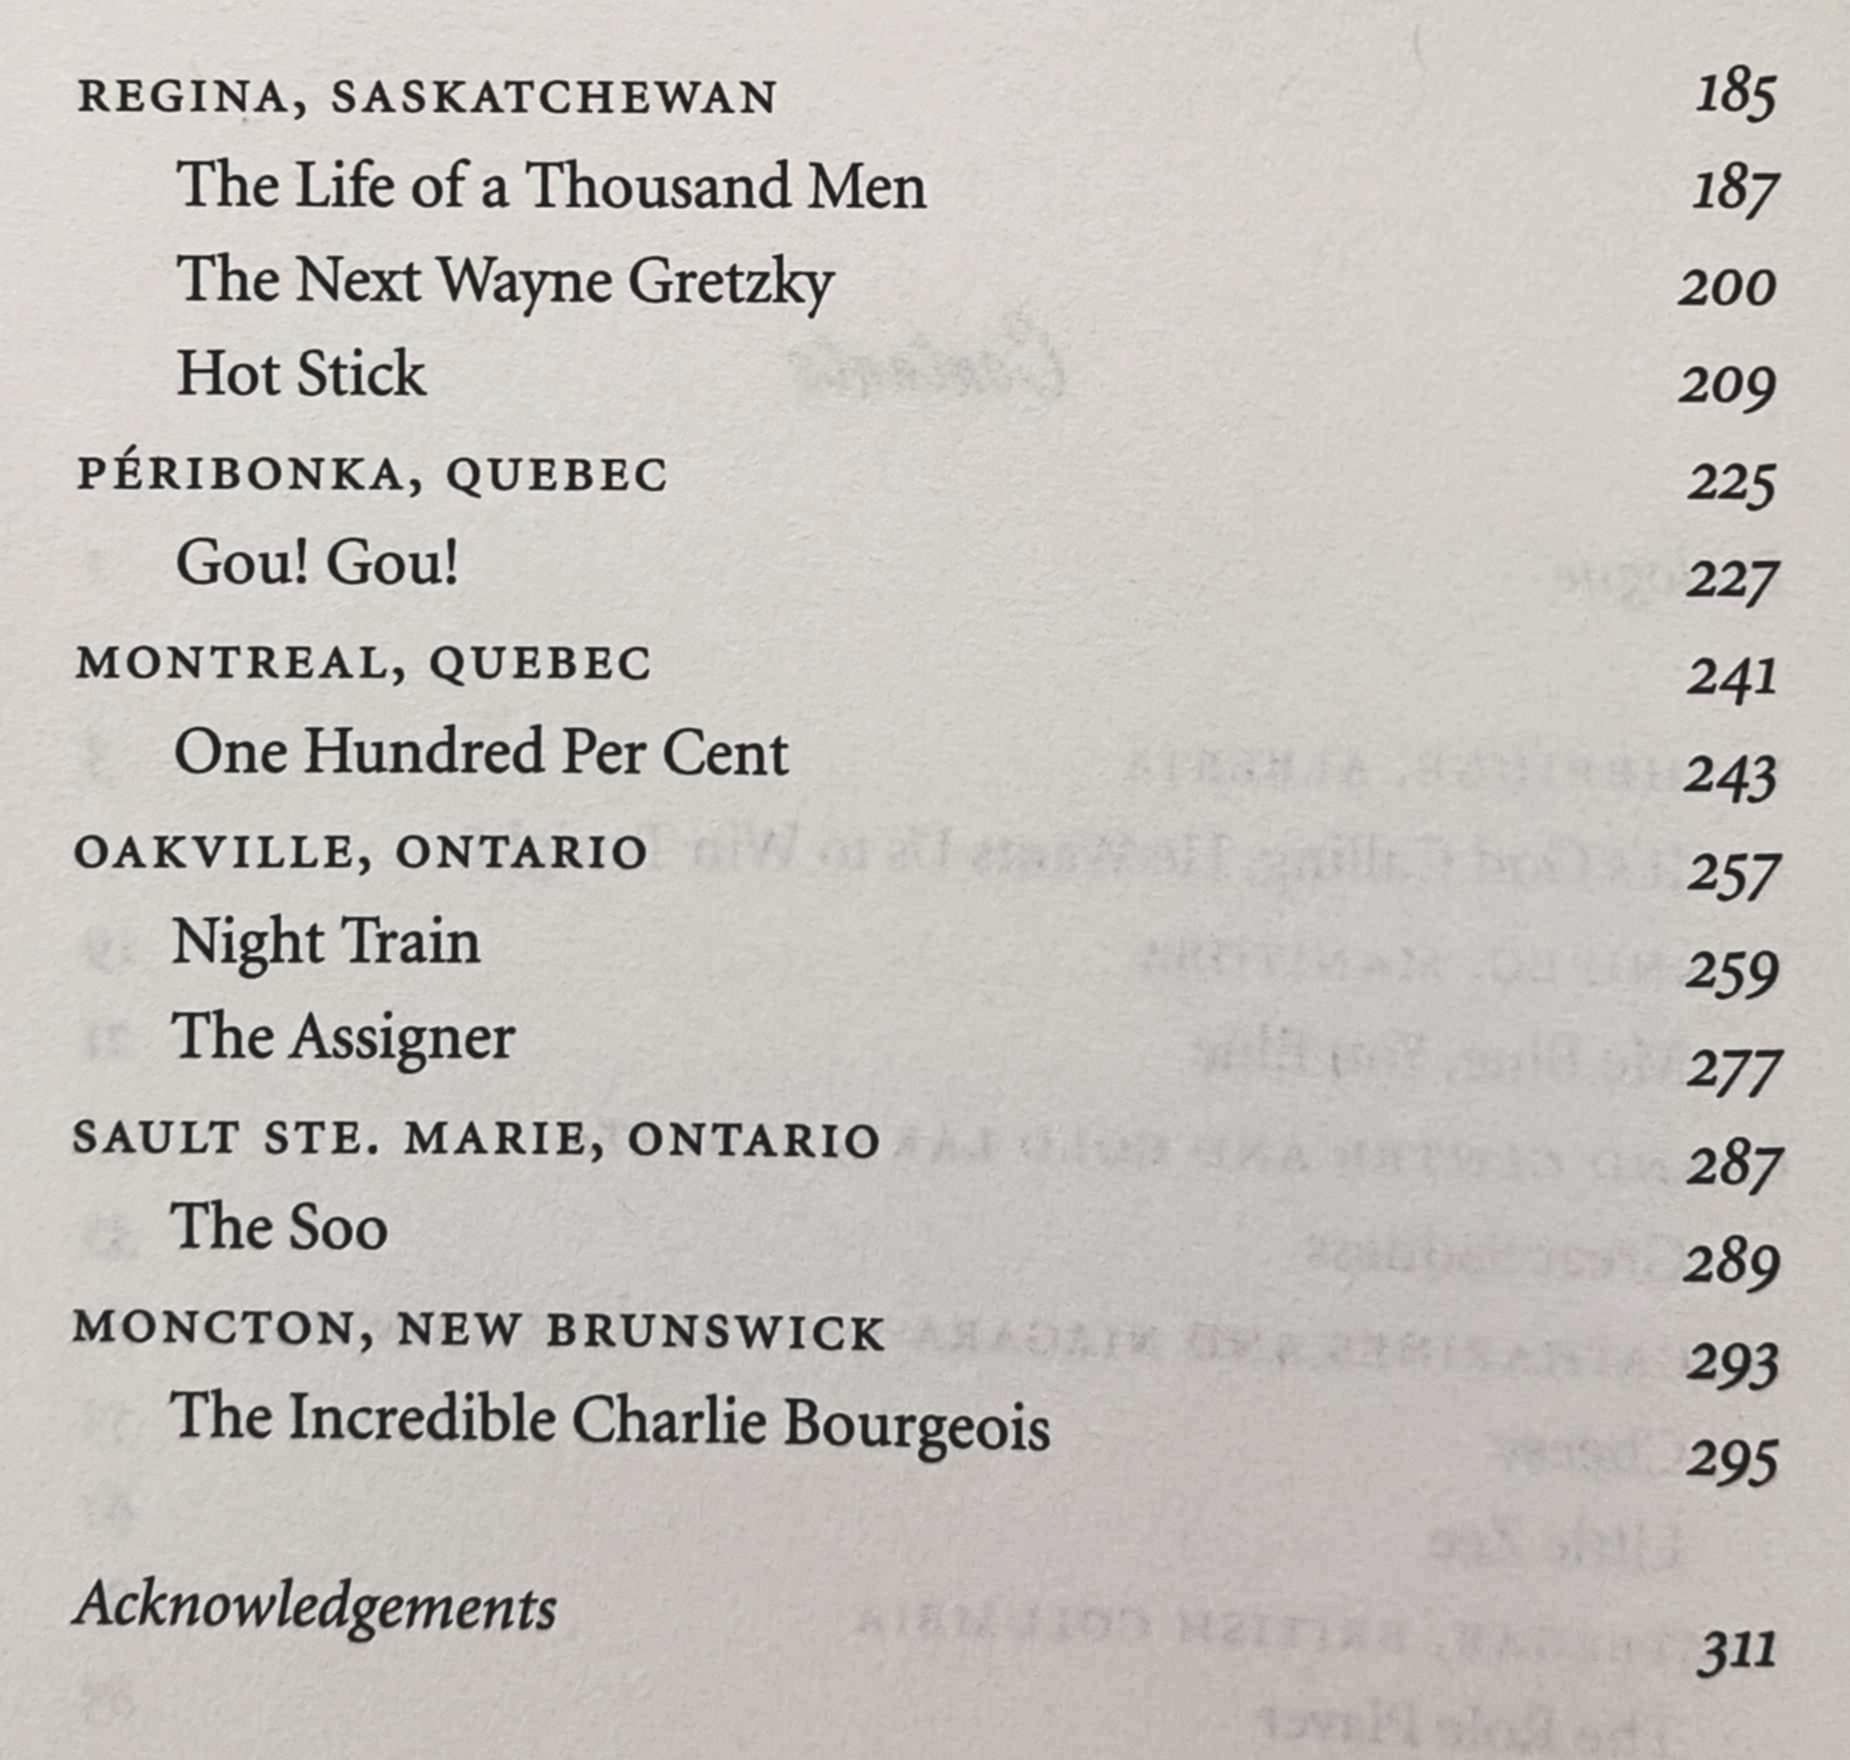 REGINA, SASKATCHEWAN 185
The Life of a Thousand Men 187
The Next Wayne Gretzky 200
Hot Stick 209
PÉRIBONKA, QUEBEC 225
Gou! Gou! 227
MONTREAL, QUEBEC 241
One Hundred Per Cent 243
OAKVILLE, ONTARIO 257
Night Train 259
The Assigner 277
SAULT STE. MARIE, ONTARIO 287
The Soo 289
MONCTON, NEW BRUNSWICK 293
The Incredible Charlie Bourgeois 295
Acknowledgements 311